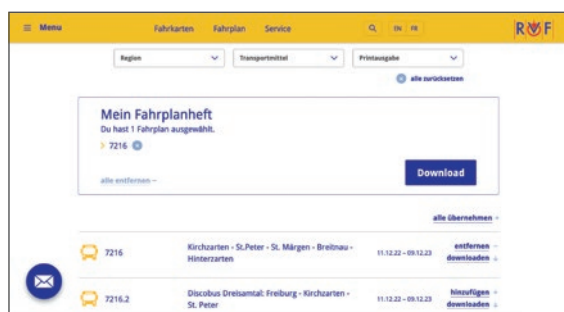 Menu Fahrkarten Fahrplan Service EN FR RVF
Region Transportmittel Printausgabe
alle zurücksetzen
Mein Fahrplanheft
Du hast 1 Fahrplan ausgewählt.
7216
Download
alle entfernen –
alle übernehmen +
7216 Kirchzarten - St.Peter - St. Märgen - Breitnau - 11.12.22 – 09.12.23 entfernen –
Hinterzarten downloaden ↓
7216.2 Discobus Dreisamtal: Freiburg - Kirchzarten - 11.12.22 – 09.12.23 hinzufügen +
St. Peter downloaden ↓